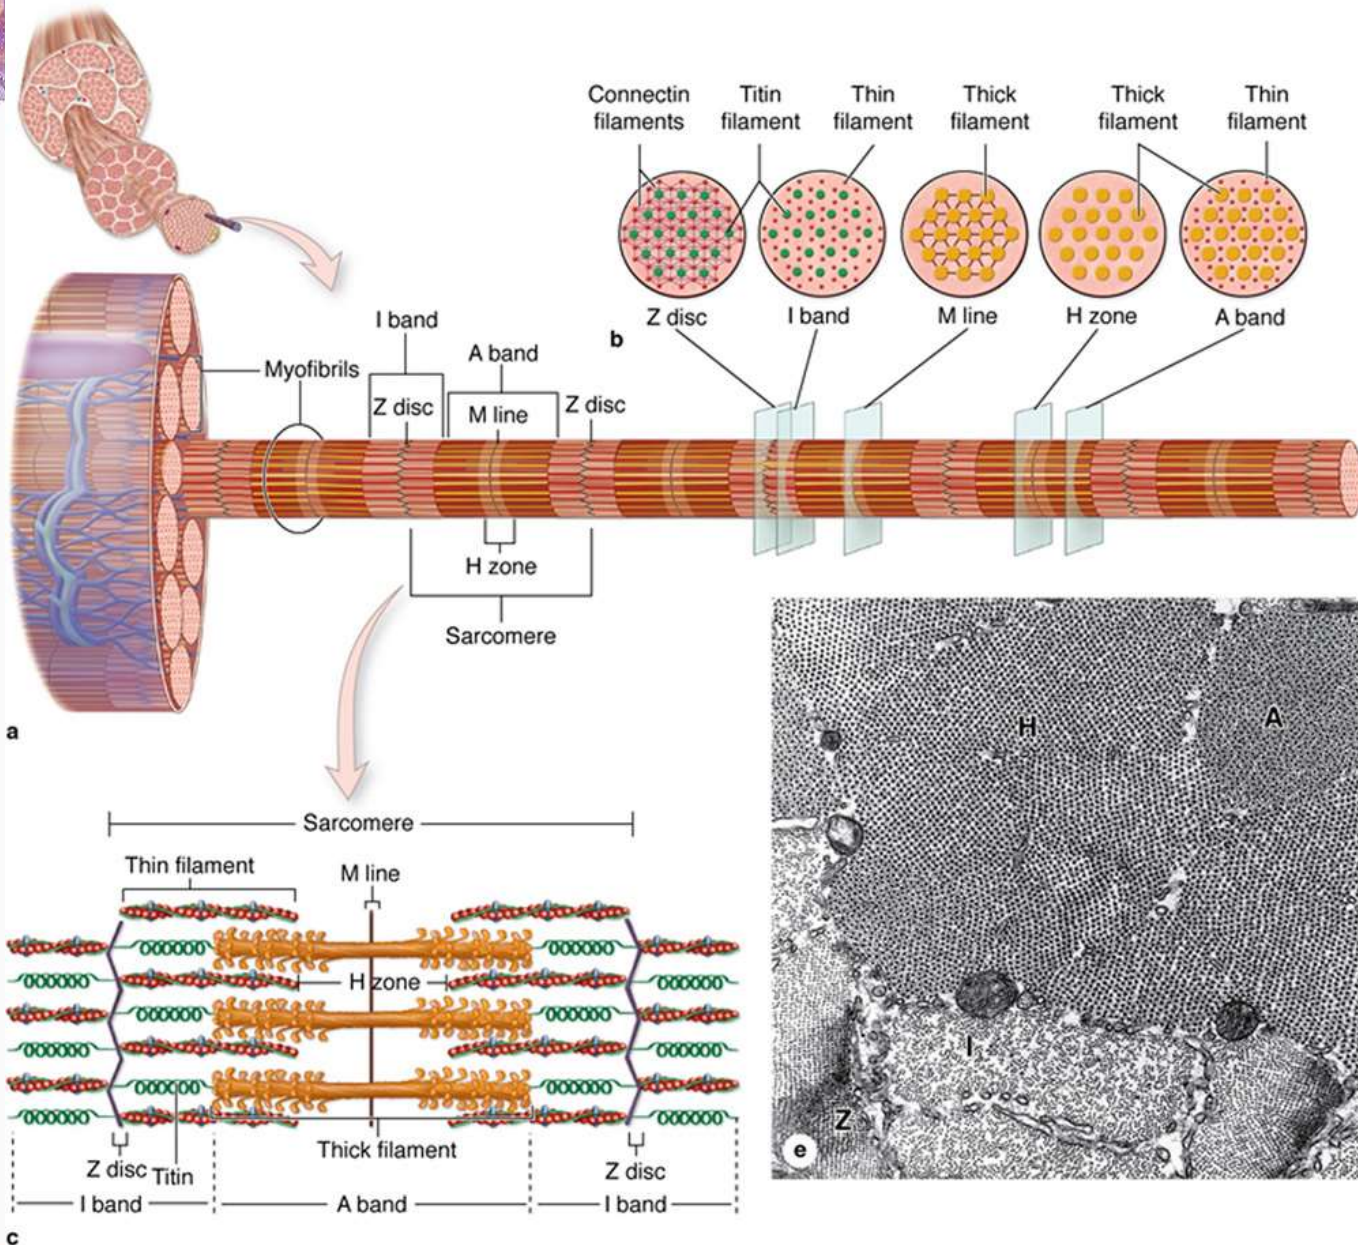 Connectin
filaments
Titin
filament
Thin
filament
Thick
filament
Thick
filament
Thin
filament
Z disc
I band
M line
H zone
A band
b
I band
A band
Myofibrils
Z disc
M line
Z disc
H zone
Sarcomere
a
H
A
I
Z
e
Sarcomere
Thin filament
M line
H zone
Thick filament
Z disc
Titin
Z disc
I band
A band
I band
c